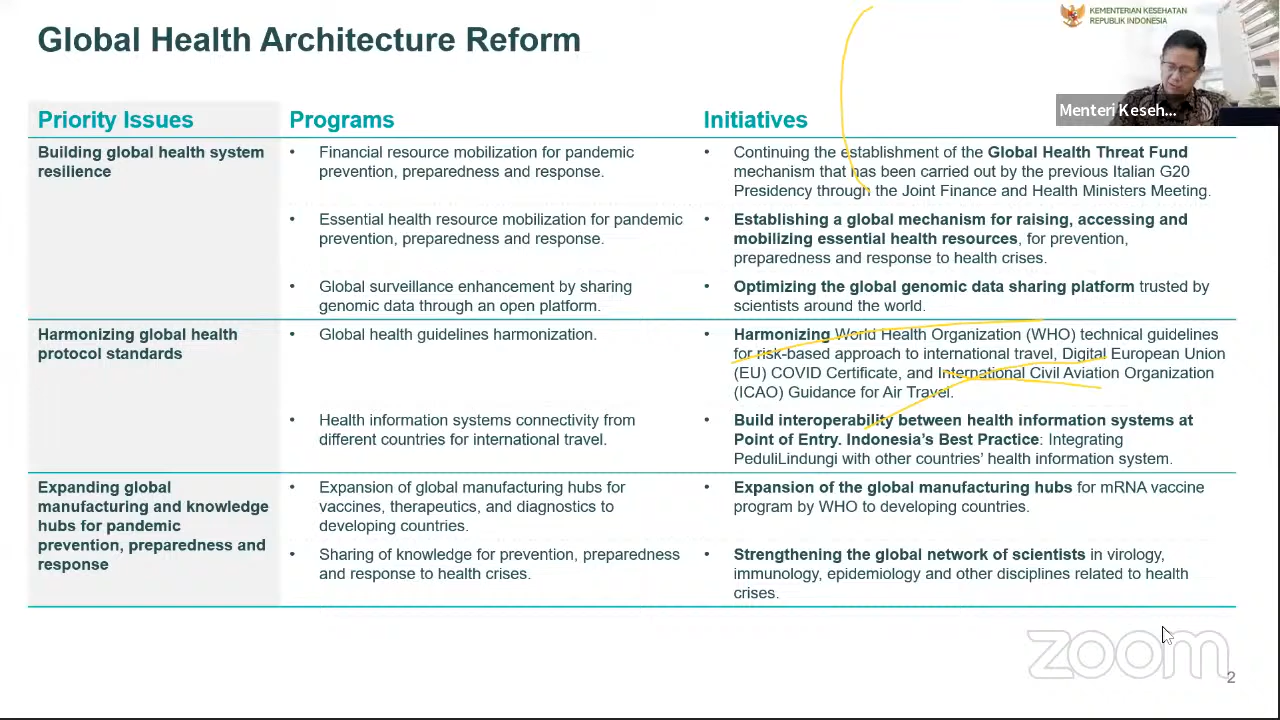 Global Health Architecture Reform
KEMENTERIAN KESEHATAN
REPUBLIK INDONESIA
Menteri Keseh...
Priority Issues
Programs
Initiatives
Building global health system
resilience
• Financial resource mobilization for pandemic
prevention, preparedness and response.
• Continuing the establishment of the Global Health Threat Fund
mechanism that has been carried out by the previous Italian G20
Presidency through the Joint Finance and Health Ministers Meeting.
• Essential health resource mobilization for pandemic
prevention, preparedness and response.
• Establishing a global mechanism for raising, accessing and
mobilizing essential health resources, for prevention,
preparedness and response to health crises.
• Global surveillance enhancement by sharing
genomic data through an open platform.
• Optimizing the global genomic data sharing platform trusted by
scientists around the world.
Harmonizing global health
protocol standards
• Global health guidelines harmonization.
• Harmonizing World Health Organization (WHO) technical guidelines
for risk-based approach to international travel, Digital European Union
(EU) COVID Certificate, and International Civil Aviation Organization
(ICAO) Guidance for Air Travel.
• Health information systems connectivity from
different countries for international travel.
• Build interoperability between health information systems at
Point of Entry. Indonesia's Best Practice: Integrating
PeduliLindungi with other countries' health information system.
Expanding global
manufacturing and knowledge
hubs for pandemic
prevention, preparedness and
response
• Expansion of global manufacturing hubs for
vaccines, therapeutics, and diagnostics to
developing countries.
• Expansion of the global manufacturing hubs for mRNA vaccine
program by WHO to developing countries.
• Sharing of knowledge for prevention, preparedness
and response to health crises.
• Strengthening the global network of scientists in virology,
immunology, epidemiology and other disciplines related to health
crises.
zoom
2